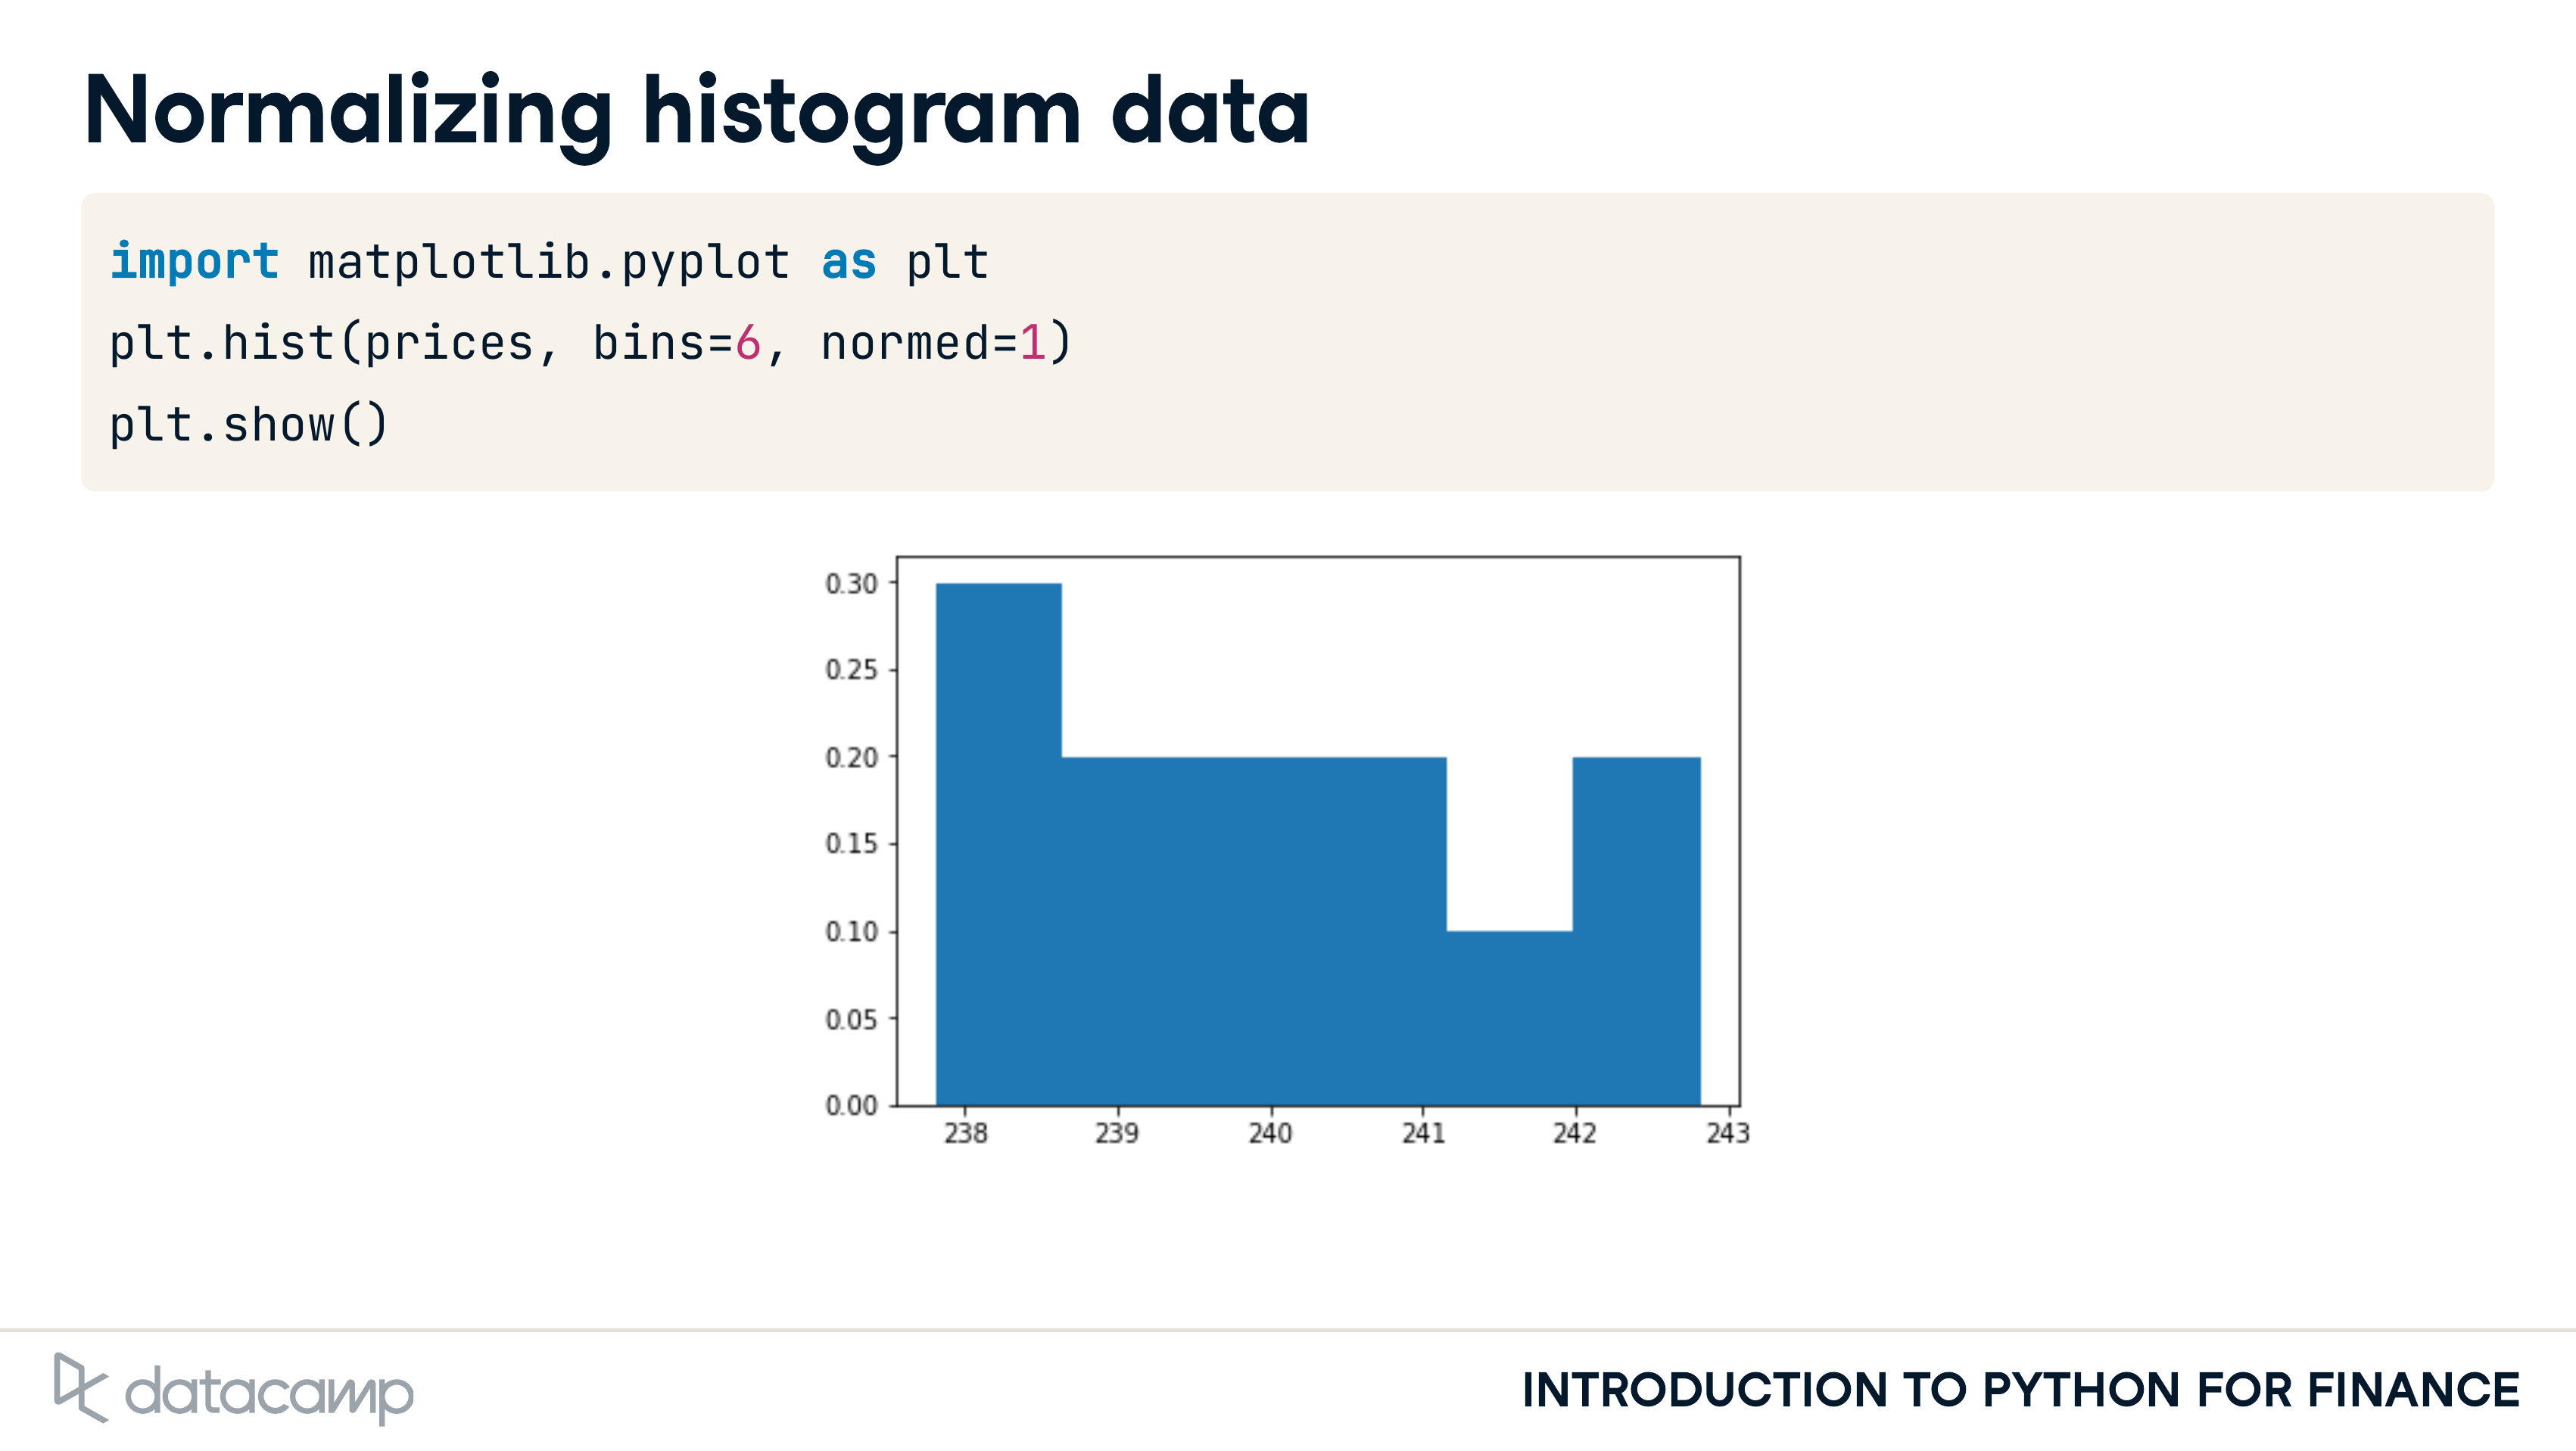 Normalizing histogram data
import matplotlib.pyplot as plt
plt.hist(prices, bins=6, normed=1)
plt.show()
0.30
0.25
0.20
0.15
0.10
0.05
0.00
238 239 240 241 242 243
datacamp
INTRODUCTION TO PYTHON FOR FINANCE